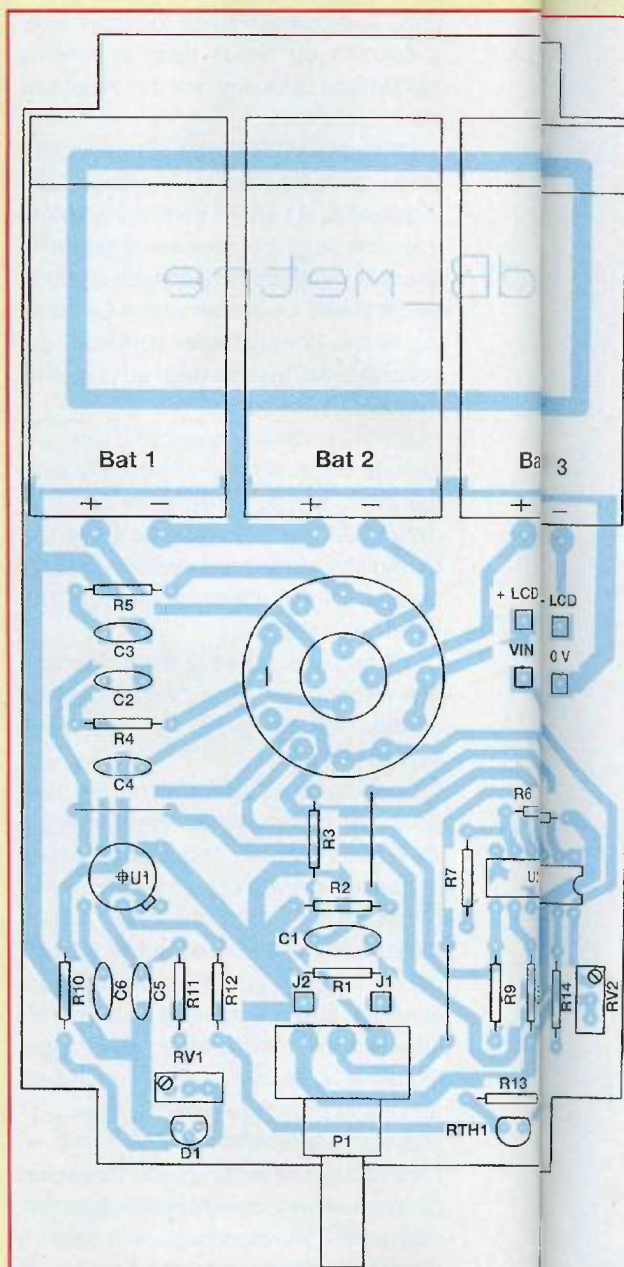 dB_metre
Bat 1
Bat 2
Ba 3
+ -
+ -
+ -
R5
+ LCD
- LCD
C3
VIN
0 V
C2
R4
C4
R6
R3
R7
U1
R2
C1
R10
C6
C5
R11
R12
J2
R1
J1
R9
R14
RV2
RV1
R13
D1
P1
RTH1